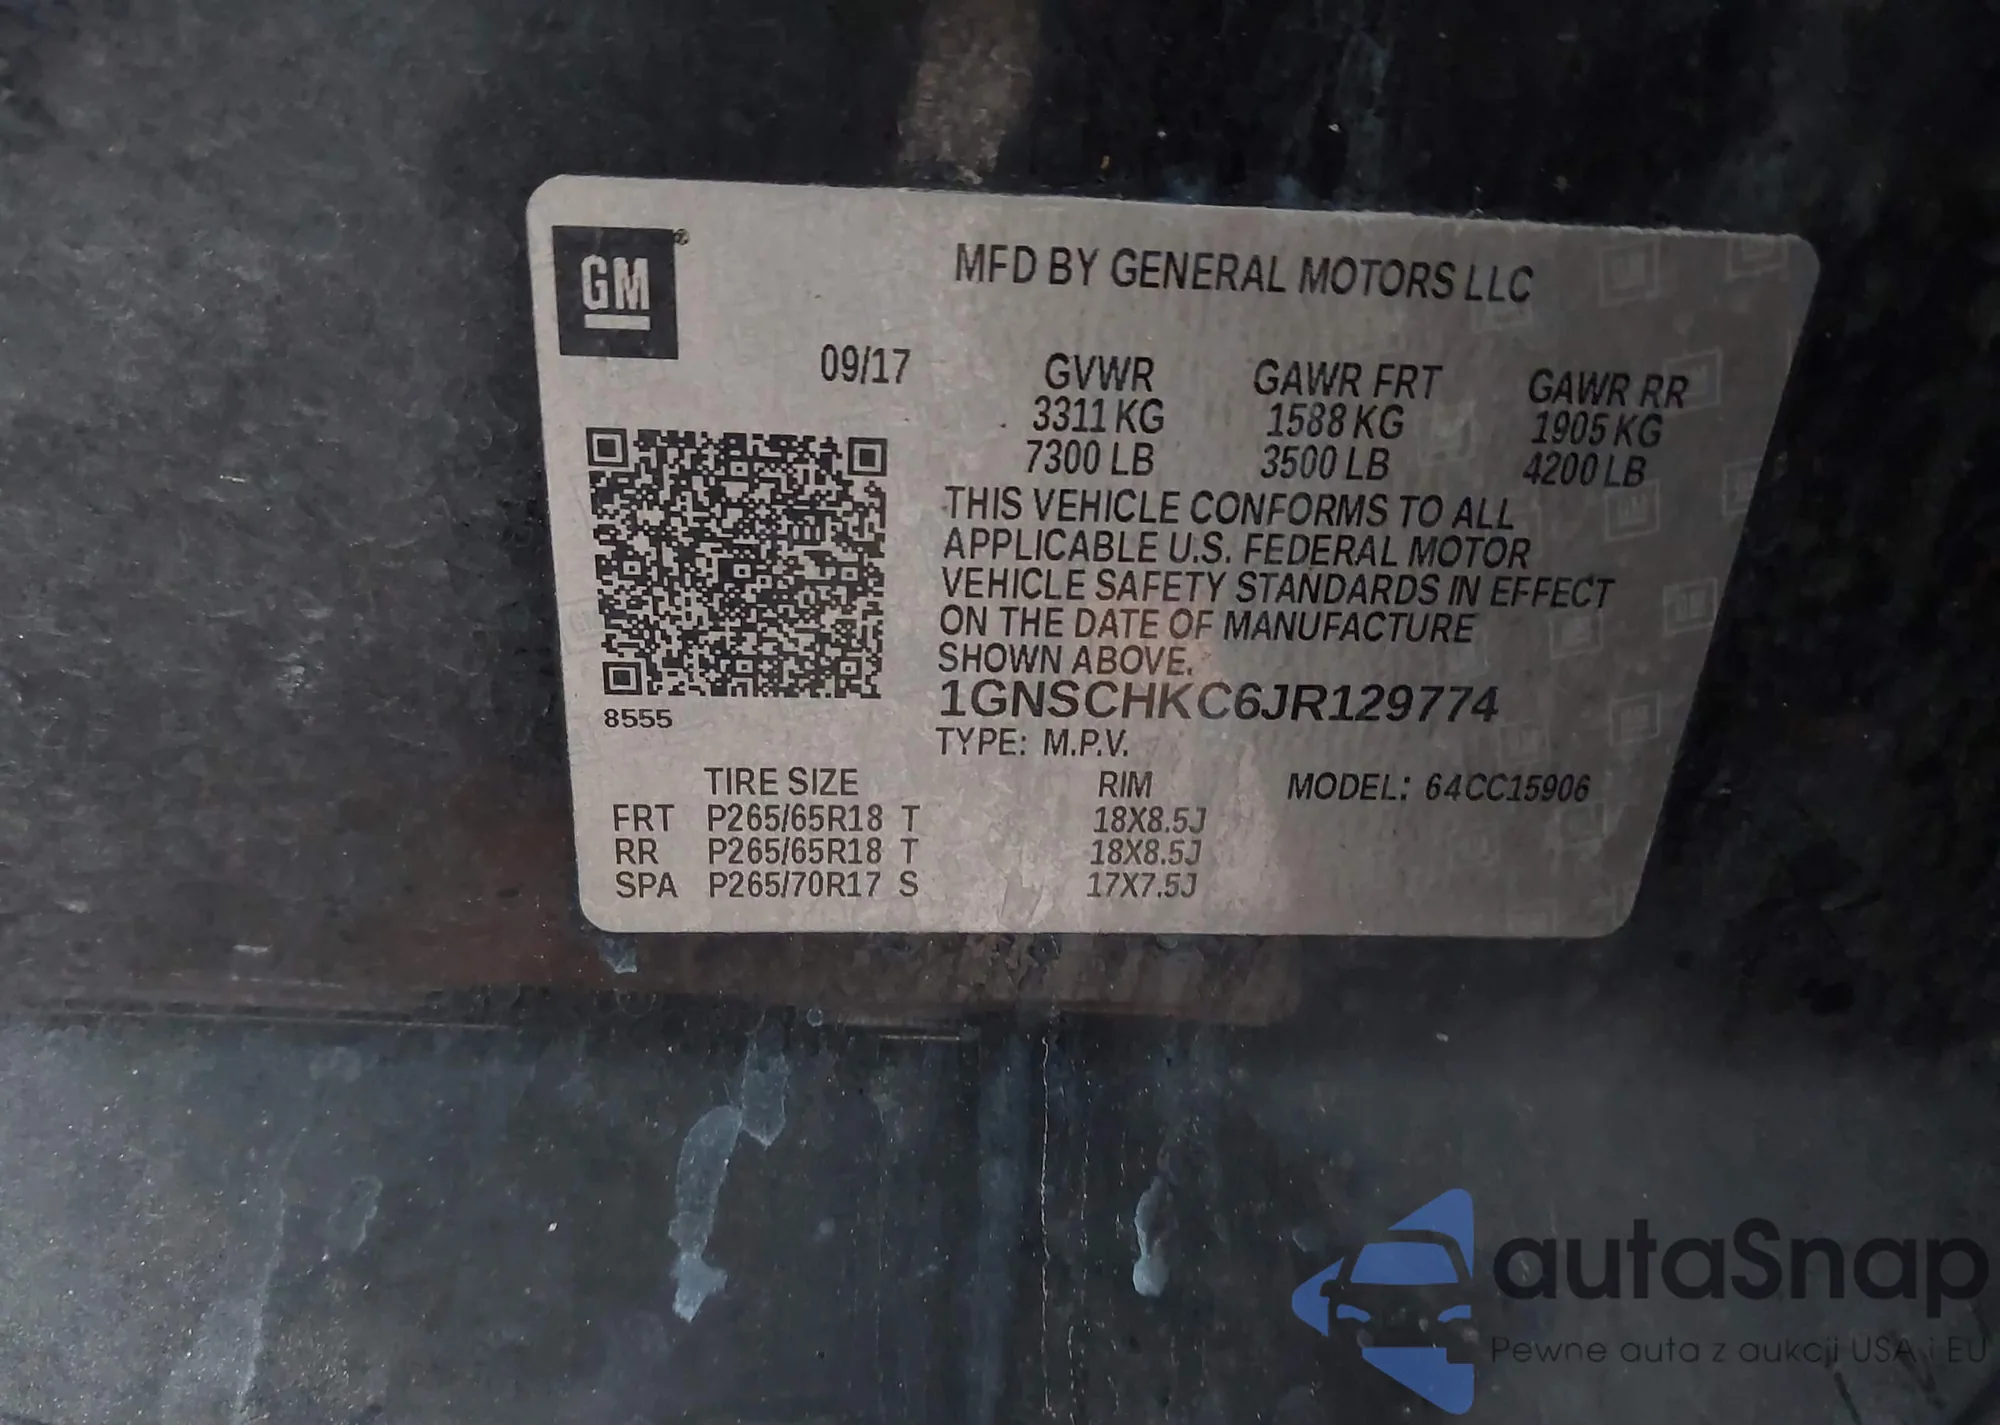 GM®
MFD BY GENERAL MOTORS LLC
09/17
GVWR GAWR FRT GAWR RR
3311 KG 1588 KG 1905 KG
7300 LB 3500 LB 4200 LB
THIS VEHICLE CONFORMS TO ALL
APPLICABLE U.S. FEDERAL MOTOR
VEHICLE SAFETY STANDARDS IN EFFECT
ON THE DATE OF MANUFACTURE
SHOWN ABOVE.
1GNSCHKC6JR129774
8555
TYPE: M.P.V.
TIRE SIZE RIM MODEL: 64CC15906
FRT P265/65R18 T 18X8.5J
RR P265/65R18 T 18X8.5J
SPA P265/70R17 S 17X7.5J
autaSnap
Pewne auta z aukcji USA i EU